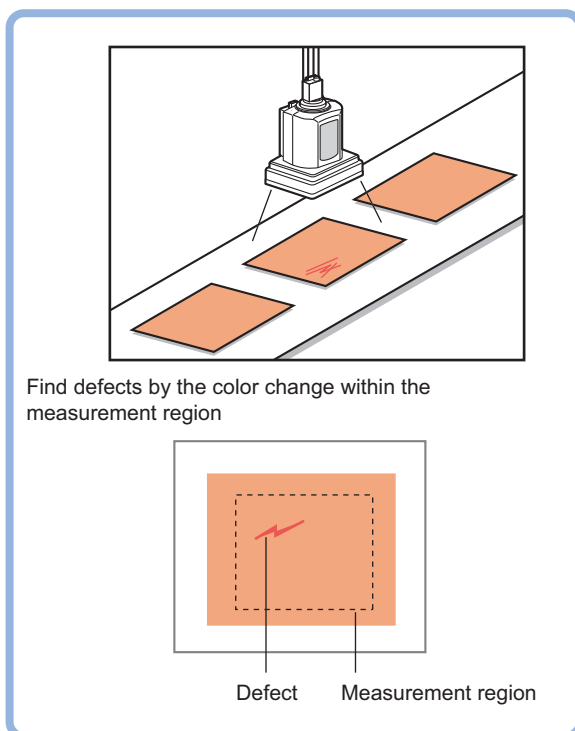 Find defects by the color change within the
measurement region
Defect
Measurement region